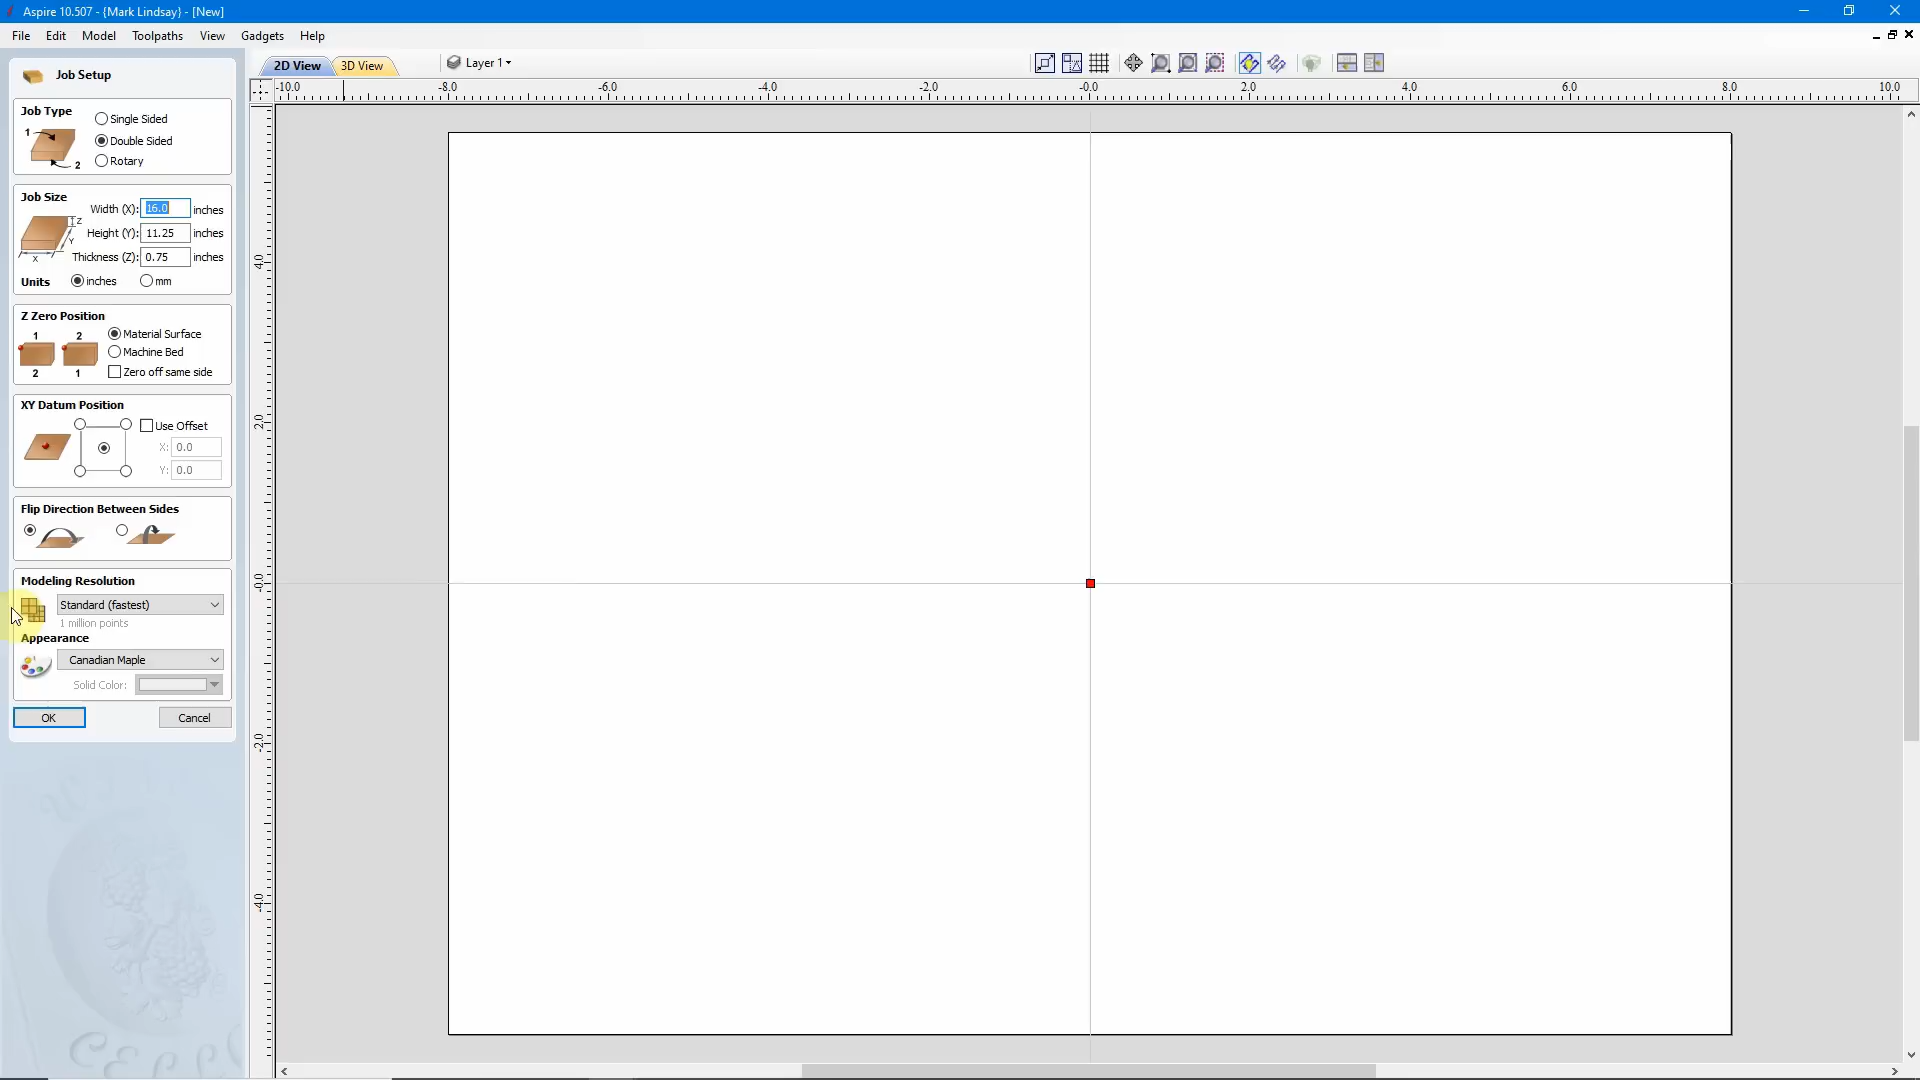 Aspire 10.507 - {Mark Lindsay} - [New]
File Edit Model Toolpaths View Gadgets Help
Job Setup
2D View 3D View Layer 1
-10.0 -8.0 -6.0 -4.0 -2.0 -0.0 2.0 4.0 6.0 8.0 10.0
Job Type
1
2
Single Sided
Double Sided
Rotary
Job Size
Z
Y
X
Width (X): 16.0 inches
Height (Y): 11.25 inches
Thickness (Z): 0.75 inches
Units inches mm
Z Zero Position
1 2
2 1
Material Surface
Machine Bed
Zero off same side
XY Datum Position
Use Offset
X: 0.0
Y: 0.0
Flip Direction Between Sides
Modeling Resolution
Standard (fastest)
1 million points
Appearance
Canadian Maple
Solid Color:
OK Cancel
4.0
2.0
-0.0
-2.0
-4.0